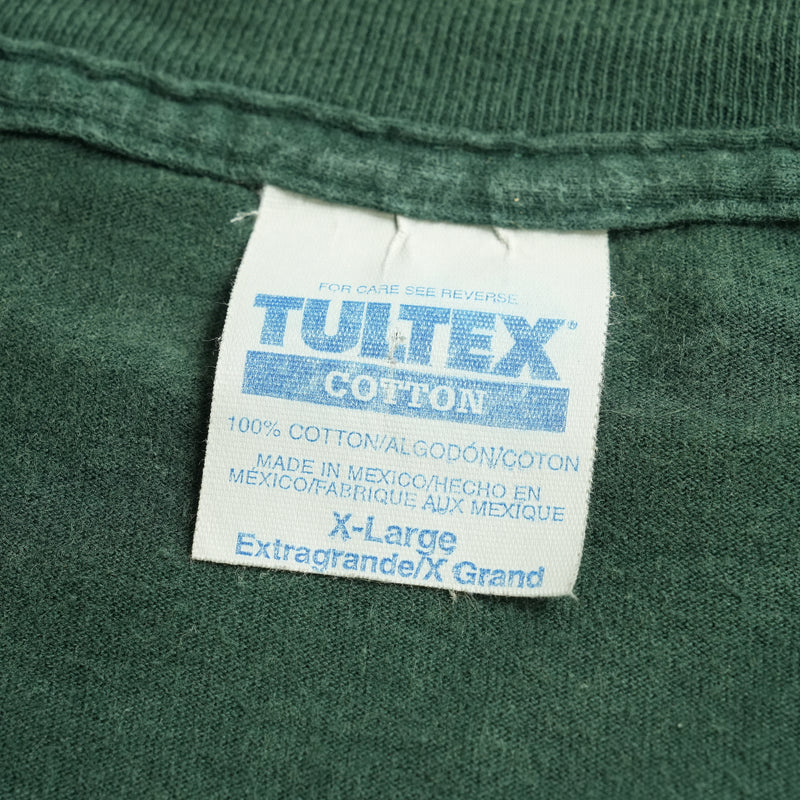 FOR CARE SEE REVERSE
TULTEX®
COTTON
100% COTTON/ALGODÓN/COTON
MADE IN MEXICO/HECHO EN
MÉXICO/FABRIQUE AUX MEXIQUE
X-Large
Extragrande/X Grand